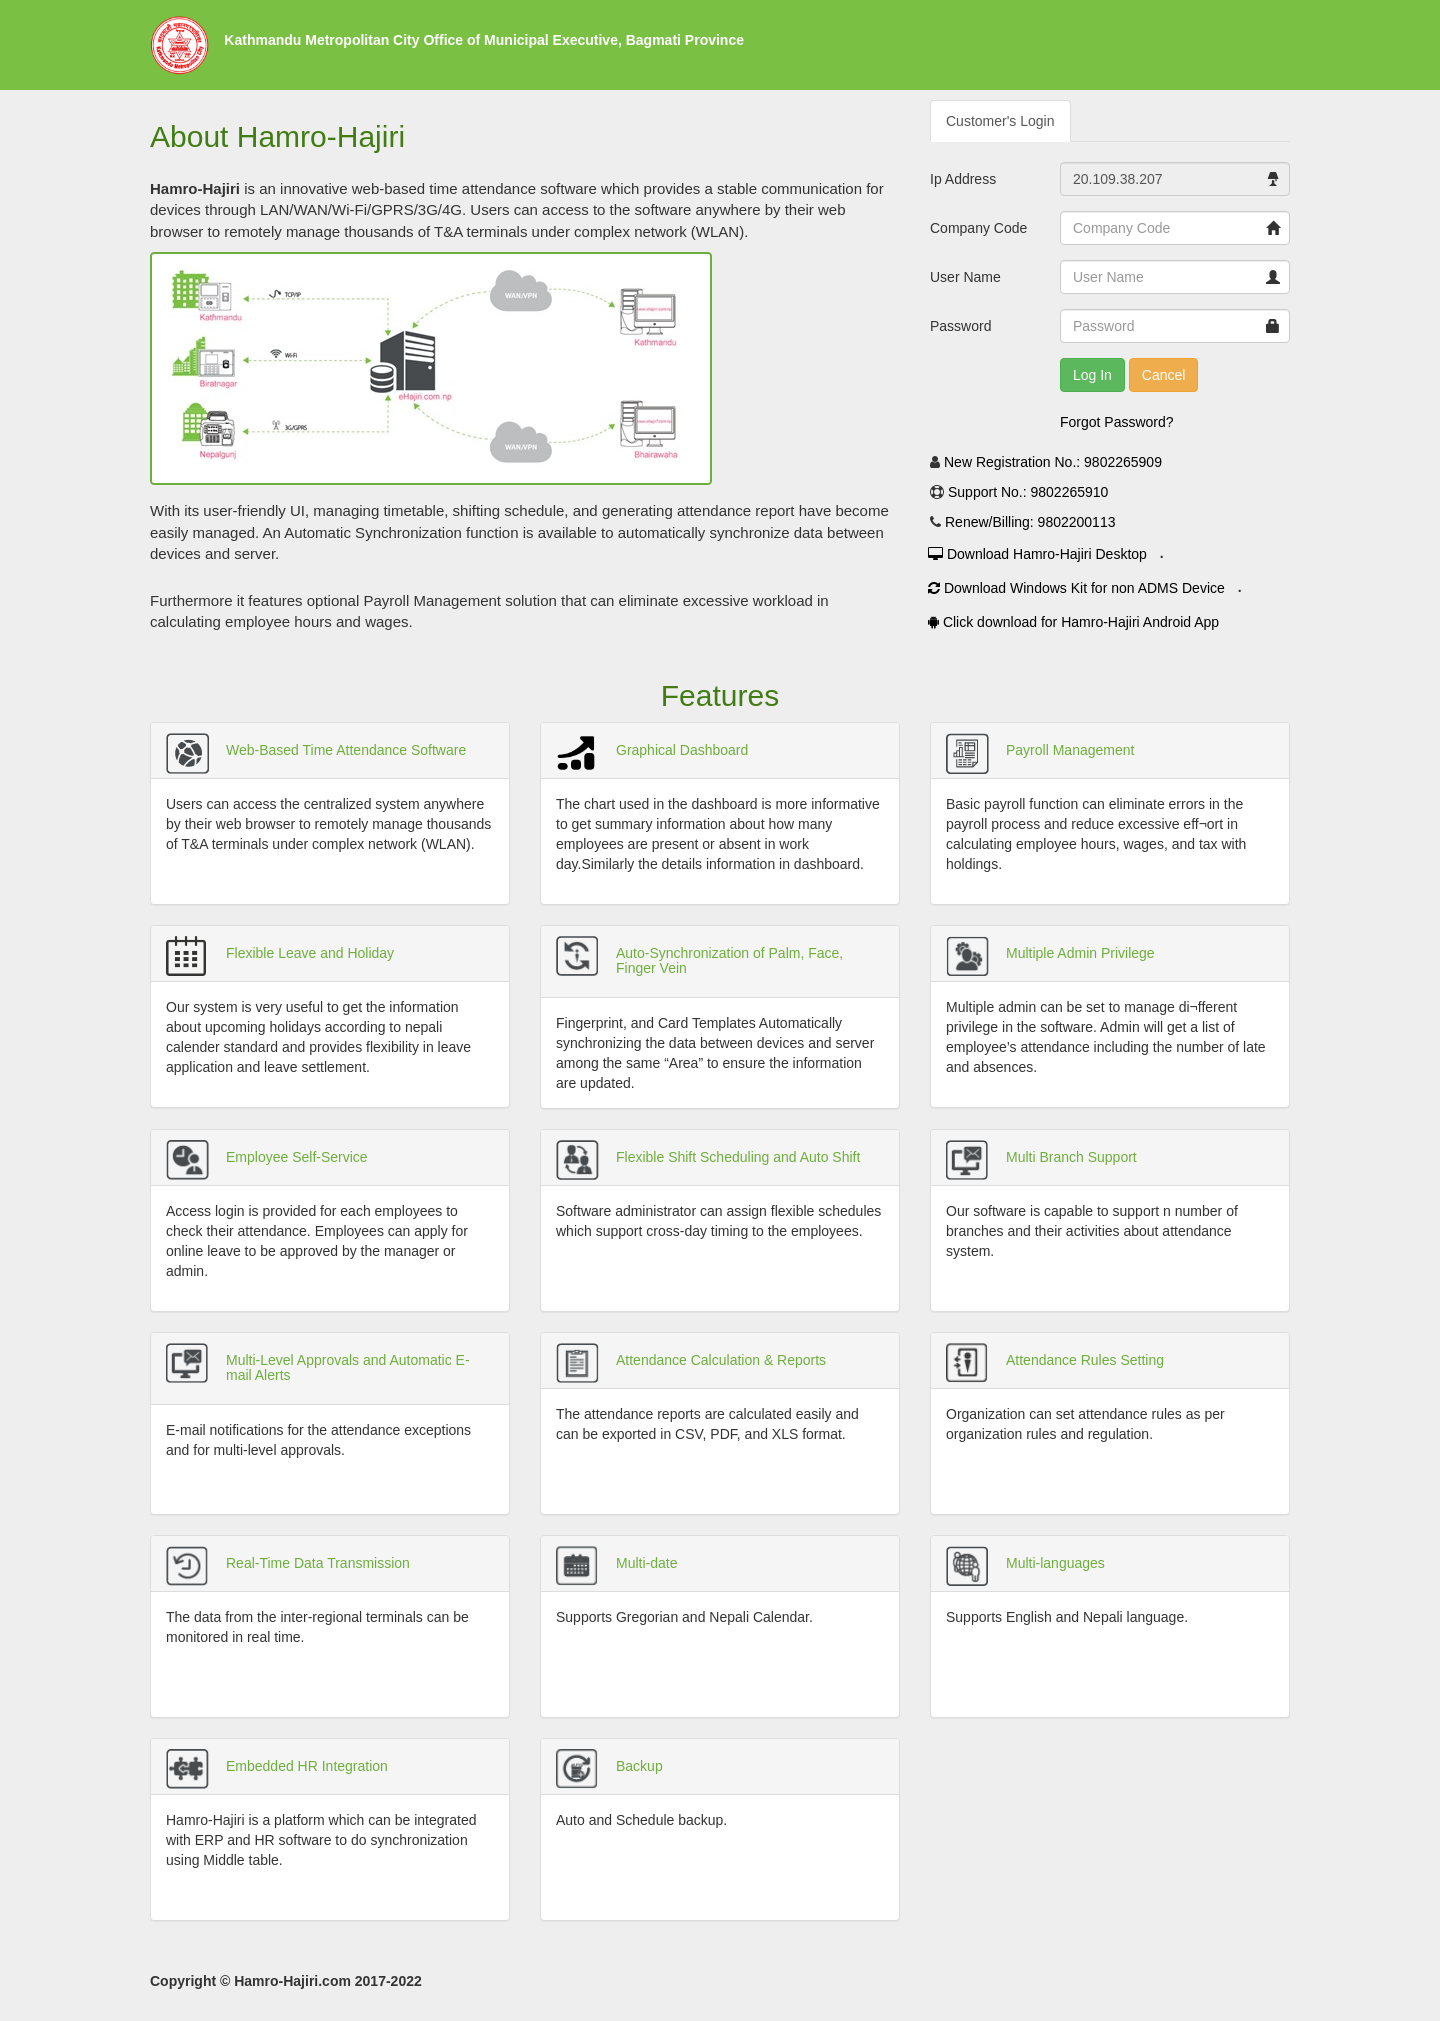 Kathmandu Metropolitan City Office of Municipal Executive, Bagmati Province
About Hamro-Hajiri
Hamro-Hajiri is an innovative web-based time attendance software which provides a stable communication for
devices through LAN/WAN/Wi-Fi/GPRS/3G/4G. Users can access to the software anywhere by their web
browser to remotely manage thousands of T&A terminals under complex network (WLAN).
Kathmandu
TCP/IP
WAN/VPN
Kathmandu
Biratnagar
Wi-Fi
eHajiri.com.np
Nepalgunj
3G/GPRS
WAN/VPN
Bhairawaha
With its user-friendly UI, managing timetable, shifting schedule, and generating attendance report have become
easily managed. An Automatic Synchronization function is available to automatically synchronize data between
devices and server.
Furthermore it features optional Payroll Management solution that can eliminate excessive workload in
calculating employee hours and wages.
Customer's Login
Ip Address 20.109.38.207
Company Code Company Code
User Name User Name
Password Password
Log In Cancel
Forgot Password?
New Registration No.: 9802265909
Support No.: 9802265910
Renew/Billing: 9802200113
Download Hamro-Hajiri Desktop .
Download Windows Kit for non ADMS Device .
Click download for Hamro-Hajiri Android App
Features
Web-Based Time Attendance Software
Users can access the centralized system anywhere
by their web browser to remotely manage thousands
of T&A terminals under complex network (WLAN).
Graphical Dashboard
The chart used in the dashboard is more informative
to get summary information about how many
employees are present or absent in work
day.Similarly the details information in dashboard.
Payroll Management
Basic payroll function can eliminate errors in the
payroll process and reduce excessive eff¬ort in
calculating employee hours, wages, and tax with
holdings.
Flexible Leave and Holiday
Our system is very useful to get the information
about upcoming holidays according to nepali
calender standard and provides flexibility in leave
application and leave settlement.
Auto-Synchronization of Palm, Face,
Finger Vein
Fingerprint, and Card Templates Automatically
synchronizing the data between devices and server
among the same “Area” to ensure the information
are updated.
Multiple Admin Privilege
Multiple admin can be set to manage di¬fferent
privilege in the software. Admin will get a list of
employee's attendance including the number of late
and absences.
Employee Self-Service
Access login is provided for each employees to
check their attendance. Employees can apply for
online leave to be approved by the manager or
admin.
Flexible Shift Scheduling and Auto Shift
Software administrator can assign flexible schedules
which support cross-day timing to the employees.
Multi Branch Support
Our software is capable to support n number of
branches and their activities about attendance
system.
Multi-Level Approvals and Automatic E-
mail Alerts
E-mail notifications for the attendance exceptions
and for multi-level approvals.
Attendance Calculation & Reports
The attendance reports are calculated easily and
can be exported in CSV, PDF, and XLS format.
Attendance Rules Setting
Organization can set attendance rules as per
organization rules and regulation.
Real-Time Data Transmission
The data from the inter-regional terminals can be
monitored in real time.
Multi-date
Supports Gregorian and Nepali Calendar.
Multi-languages
Supports English and Nepali language.
Embedded HR Integration
Hamro-Hajiri is a platform which can be integrated
with ERP and HR software to do synchronization
using Middle table.
Backup
Auto and Schedule backup.
Copyright © Hamro-Hajiri.com 2017-2022